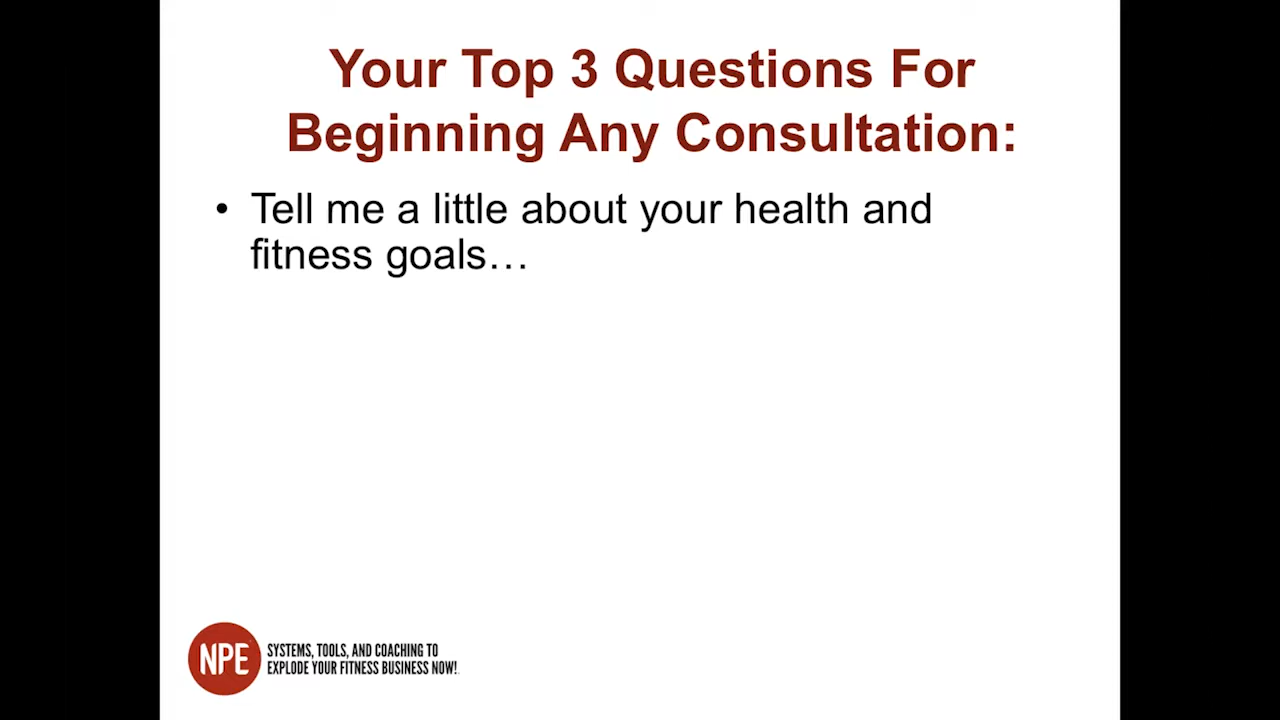 Your Top 3 Questions For
Beginning Any Consultation:
• Tell me a little about your health and
fitness goals…
NPE
SYSTEMS, TOOLS, AND COACHING TO
EXPLODE YOUR FITNESS BUSINESS NOW!